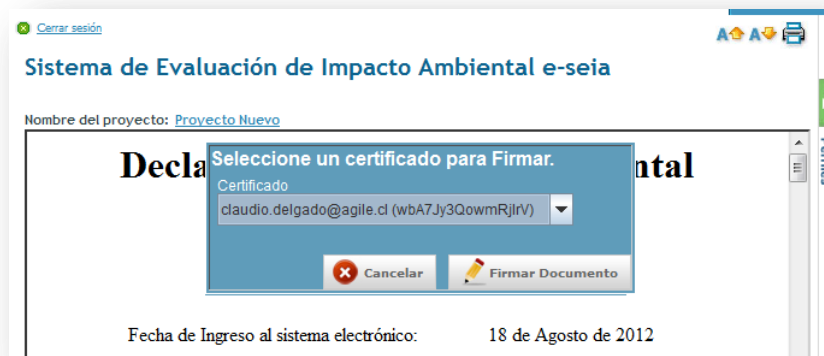 Cerrar sesión
A A
Sistema de Evaluación de Impacto Ambiental e-seia
Nombre del proyecto: Proyecto Nuevo
Decla ntal
Seleccione un certificado para Firmar.
Certificado
claudio.delgado@agile.cl (wbA7Jy3QowmRjIrV)
Cancelar Firmar Documento
Fecha de Ingreso al sistema electrónico: 18 de Agosto de 2012